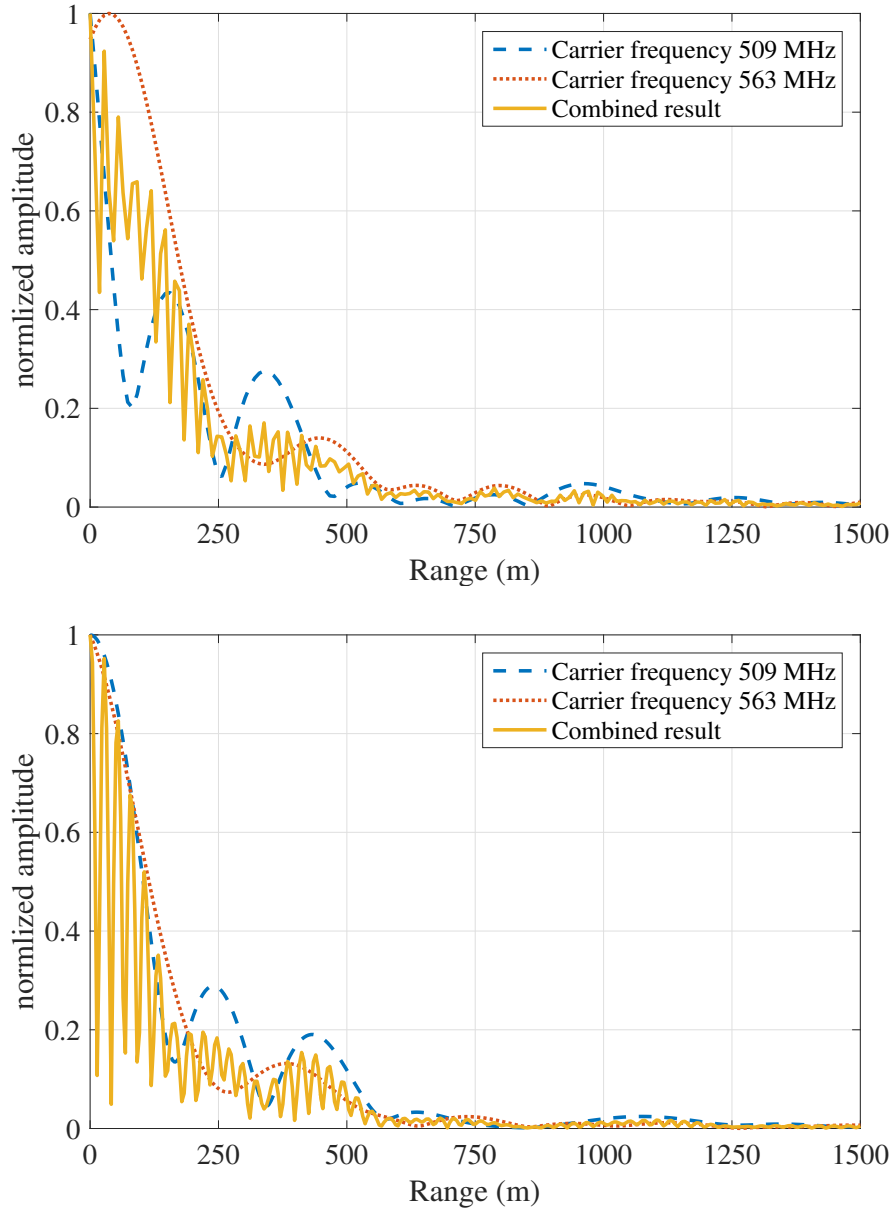 1
0.8
0.6
0.4
0.2
0
normlized amplitude
Carrier frequency 509 MHz
Carrier frequency 563 MHz
Combined result
0 250 500 750 1000 1250 1500
Range (m)
1
0.8
0.6
0.4
0.2
0
normlized amplitude
Carrier frequency 509 MHz
Carrier frequency 563 MHz
Combined result
0 250 500 750 1000 1250 1500
Range (m)